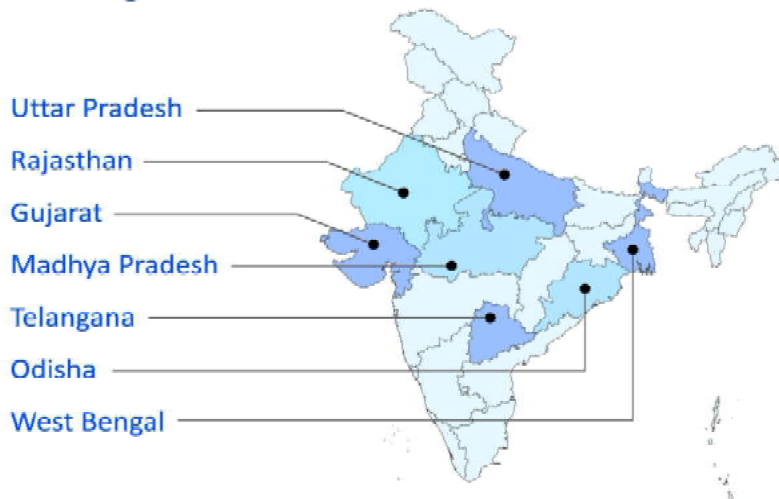 Uttar Pradesh
Rajasthan
Gujarat
Madhya Pradesh
Telangana
Odisha
West Bengal